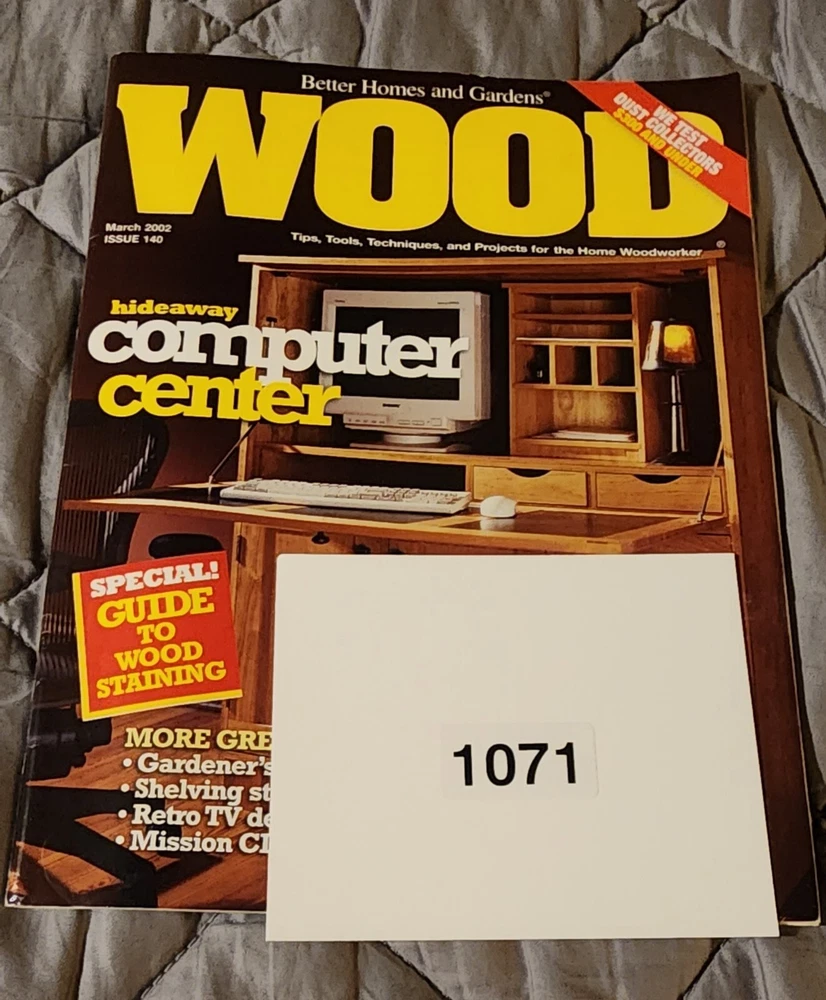 Better Homes and Gardens®
WOOD
WE TEST
DUST COLLECTORS
$300 AND UNDER
March 2002
ISSUE 140
Tips, Tools, Techniques, and Projects for the Home Woodworker
®
hideaway
computer
center
SPECIAL!
GUIDE
TO
WOOD
STAINING
MORE GRE
• Gardener's
• Shelving st
• Retro TV de
• Mission CD
1071